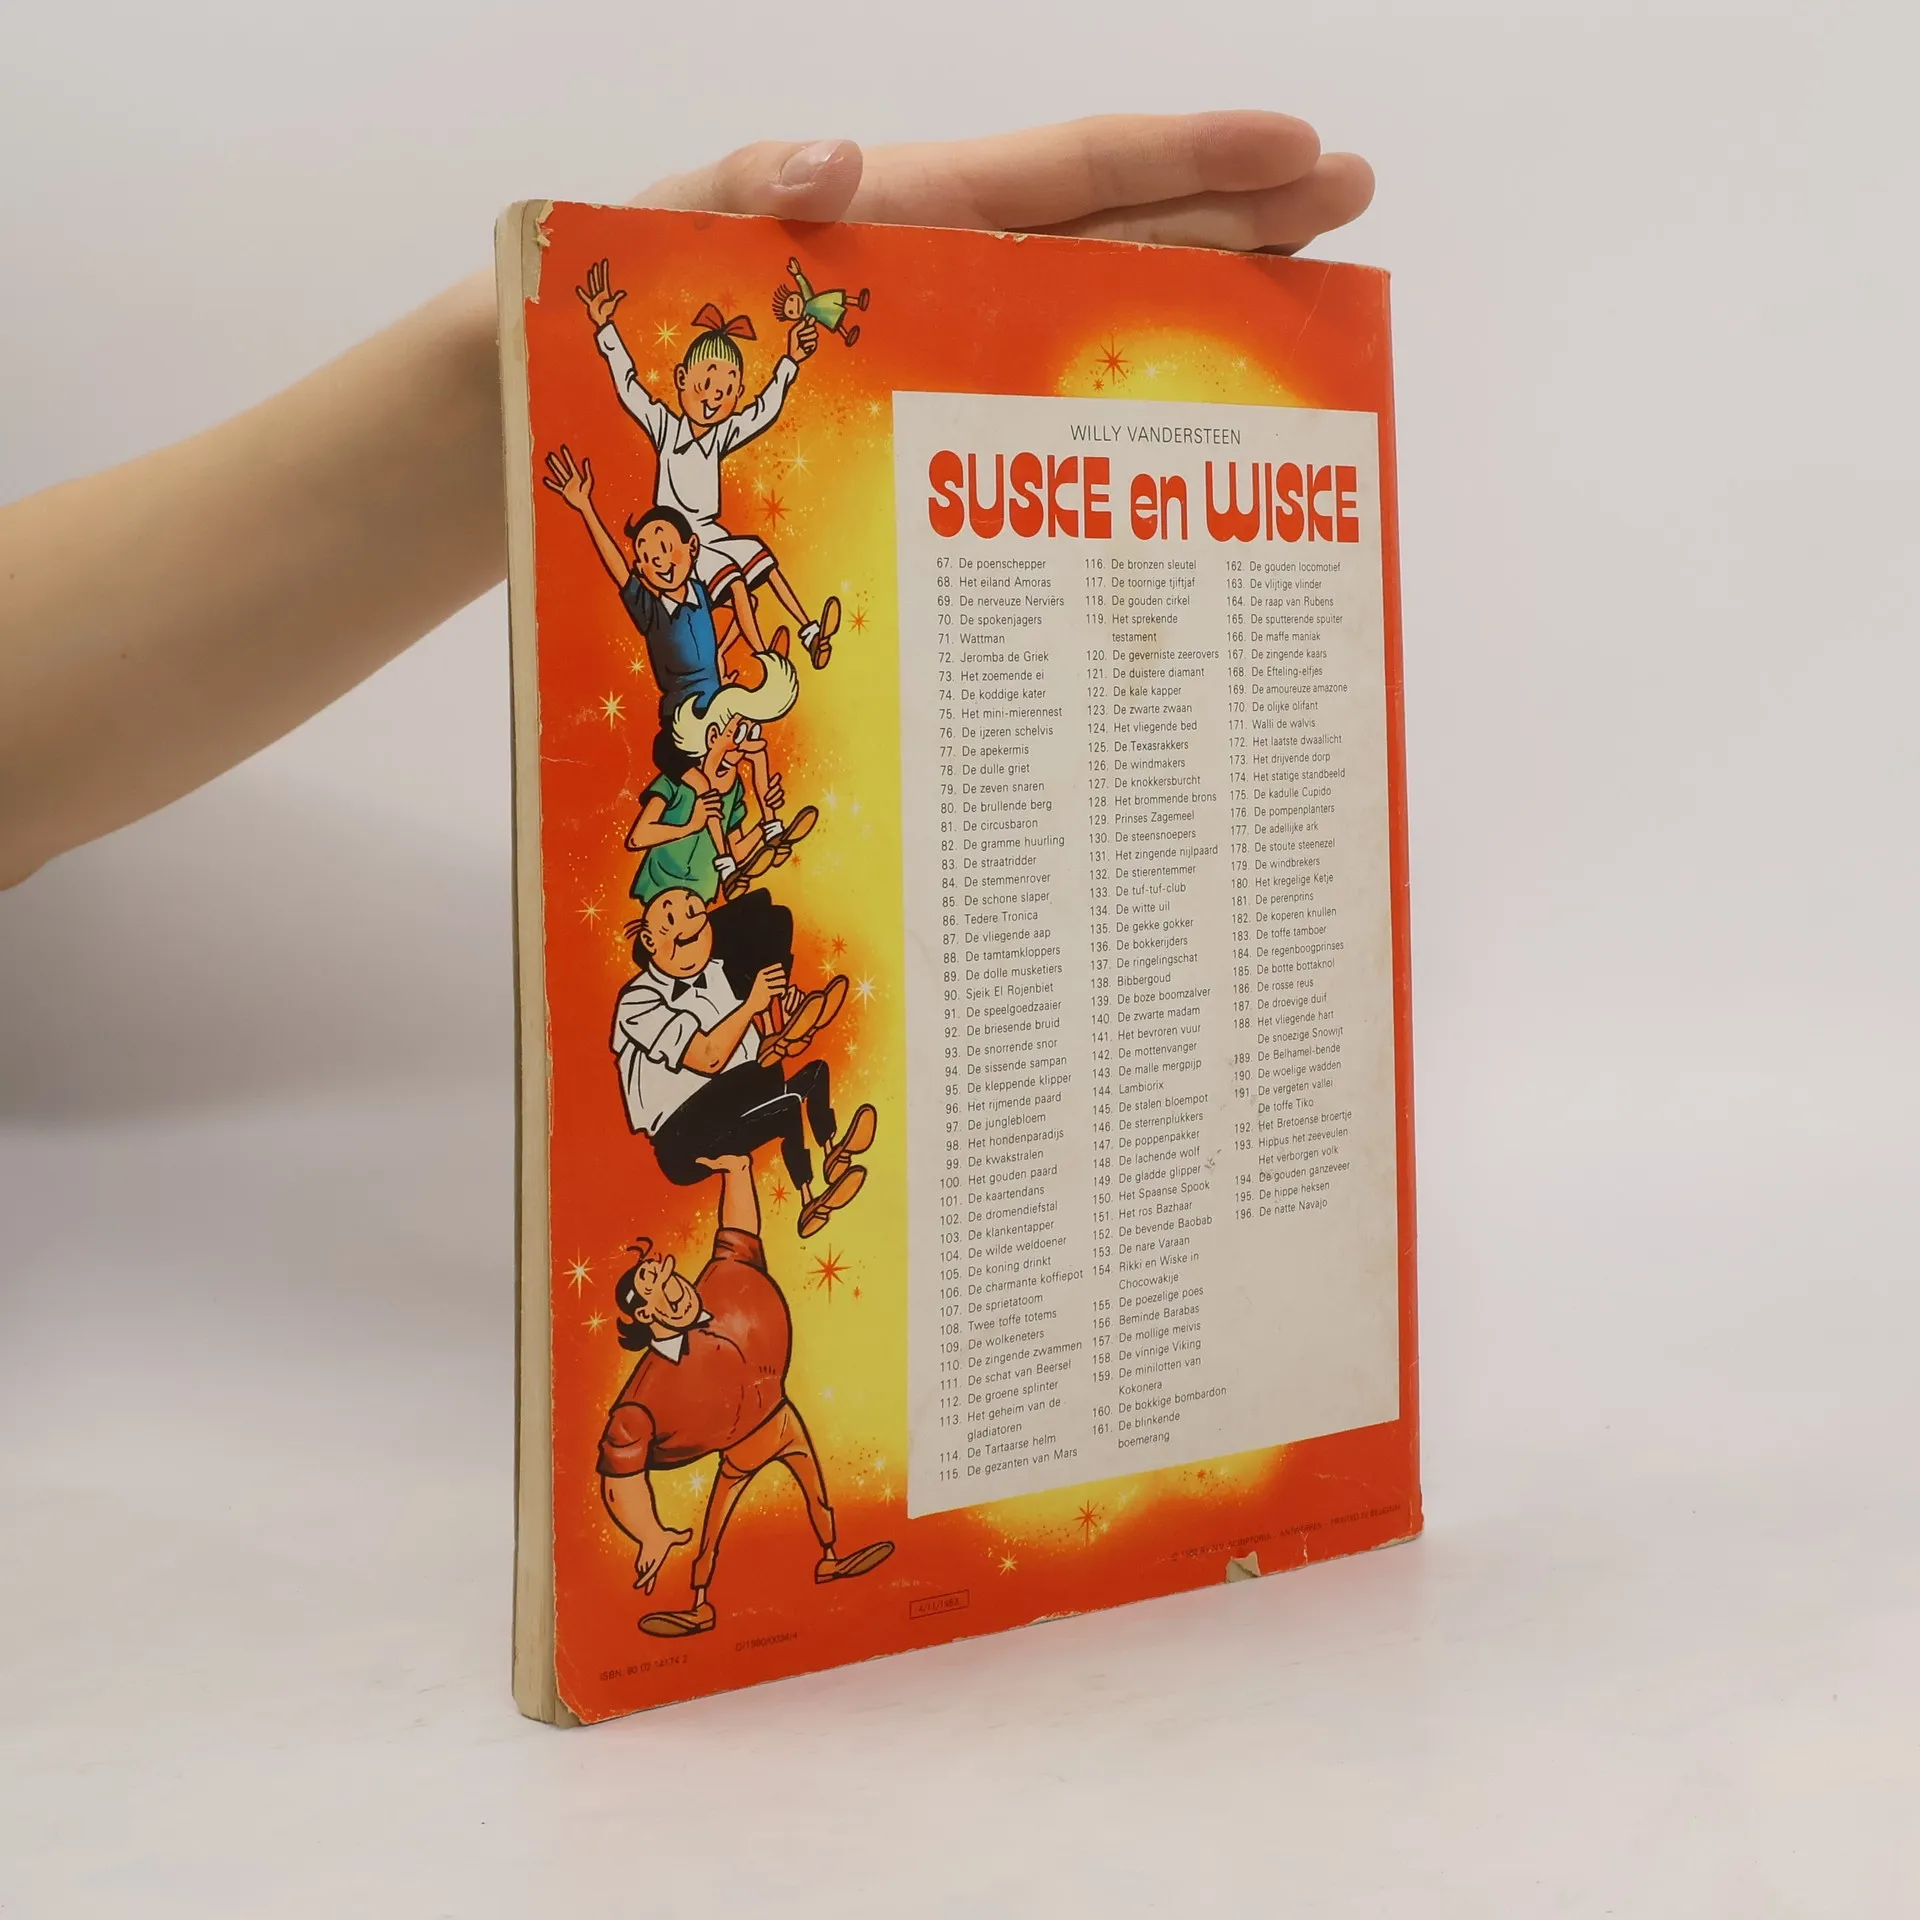 WILLY VANDERSTEEN
SUSKE en WISKE
67. De poenschepper
68. Het eiland Amoras
69. De nerveuze Nerviërs
70. De spokenjagers
71. Wattman
72. Jeromba de Griek
73. Het zoemende ei
74. De koddige kater
75. Het mini-mierennest
76. De ijzeren schelvis
77. De apekermis
78. De dulle griet
79. De zeven snaren
80. De brullende berg
81. De circusbaron
82. De gramme huurling
83. De straatridder
84. De stemmenrover
85. De schone slaper
86. Tedere Tronica
87. De vliegende aap
88. De tamtamkloppers
89. De dolle musketiers
90. Sjeik El Rojenbiet
91. De speelgoedzaaier
92. De briesende bruid
93. De snorrende snor
94. De sissende sampan
95. De kleppende klipper
96. Het rijmende paard
97. De junglebloem
98. Het hondenparadijs
99. De kwakstralen
100. Het gouden paard
101. De kaartendans
102. De dromendiefstal
103. De klankentapper
104. De wilde weldoener
105. De koning drinkt
106. De charmante koffiepot
107. De sprietatoom
108. Twee toffe totems
109. De wolkeneters
110. De zingende zwammen
111. De schat van Beersel
112. De groene splinter
113. Het geheim van de
gladiatoren
114. De Tartaarse helm
115. De gezanten van Mars
116. De bronzen sleutel
117. De toornige tjiftjaf
118. De gouden cirkel
119. Het sprekende
testament
120. De geverniste zeerovers
121. De duistere diamant
122. De kale kapper
123. De zwarte zwaan
124. Het vliegende bed
125. De Texasrakkers
126. De windmakers
127. De knokkersburcht
128. Het brommende brons
129. Prinses Zagemeel
130. De steensnoepers
131. Het zingende nijlpaard
132. De stierentemmer
133. De tuf-tuf-club
134. De witte uil
135. De gekke gokker
136. De bokkerijders
137. De ringelingschat
138. Bibbergoud
139. De boze boomzalver
140. De zwarte madam
141. Het bevroren vuur
142. De mottenvanger
143. De malle mergpijp
144. Lambiorix
145. De stalen bloempot
146. De sterrenplukkers
147. De poppenpakker
148. De lachende wolf
149. De gladde glipper
150. Het Spaanse Spook
151. Het ros Bazhaar
152. De bevende Baobab
153. De nare Varaan
154. Rikki en Wiske in
Chocowakije
155. De poezelige poes
156. Beminde Barabas
157. De mollige meivis
158. De vinnige Viking
159. De minilotten van
Kokonera
160. De bokkige bombardon
161. De blinkende
boemerang
162. De gouden locomotief
163. De vlijtige vlinder
164. De raap van Rubens
165. De sputterende spuiter
166. De maffe maniak
167. De zingende kaars
168. De Efteling-elfjes
169. De amoureuze amazone
170. De olijke olifant
171. Walli de walvis
172. Het laatste dwaallicht
173. Het drijvende dorp
174. Het statige standbeeld
175. De kadulle Cupido
176. De pompenplanters
177. De adellijke ark
178. De stoute steenezel
179. De windbrekers
180. Het kregelige Ketje
181. De perenprins
182. De koperen knullen
183. De toffe tamboer
184. De regenboogprinses
185. De botte bottaknol
186. De rosse reus
187. De droevige duif
188. Het vliegende hart
De snoezige Snowijt
189. De Belhamel-bende
190. De woelige wadden
191. De vergeten vallei
De toffe Tiko
192. Het Bretoense broertje
193. Hippus het zeeveulen
Het verborgen volk
194. De gouden ganzeveer
195. De hippe heksen
196. De natte Navajo
SCRIPTORIA - ANTWERPEN - PRINTED IN BELGIUM
4/11/1983
ISBN: 90 02